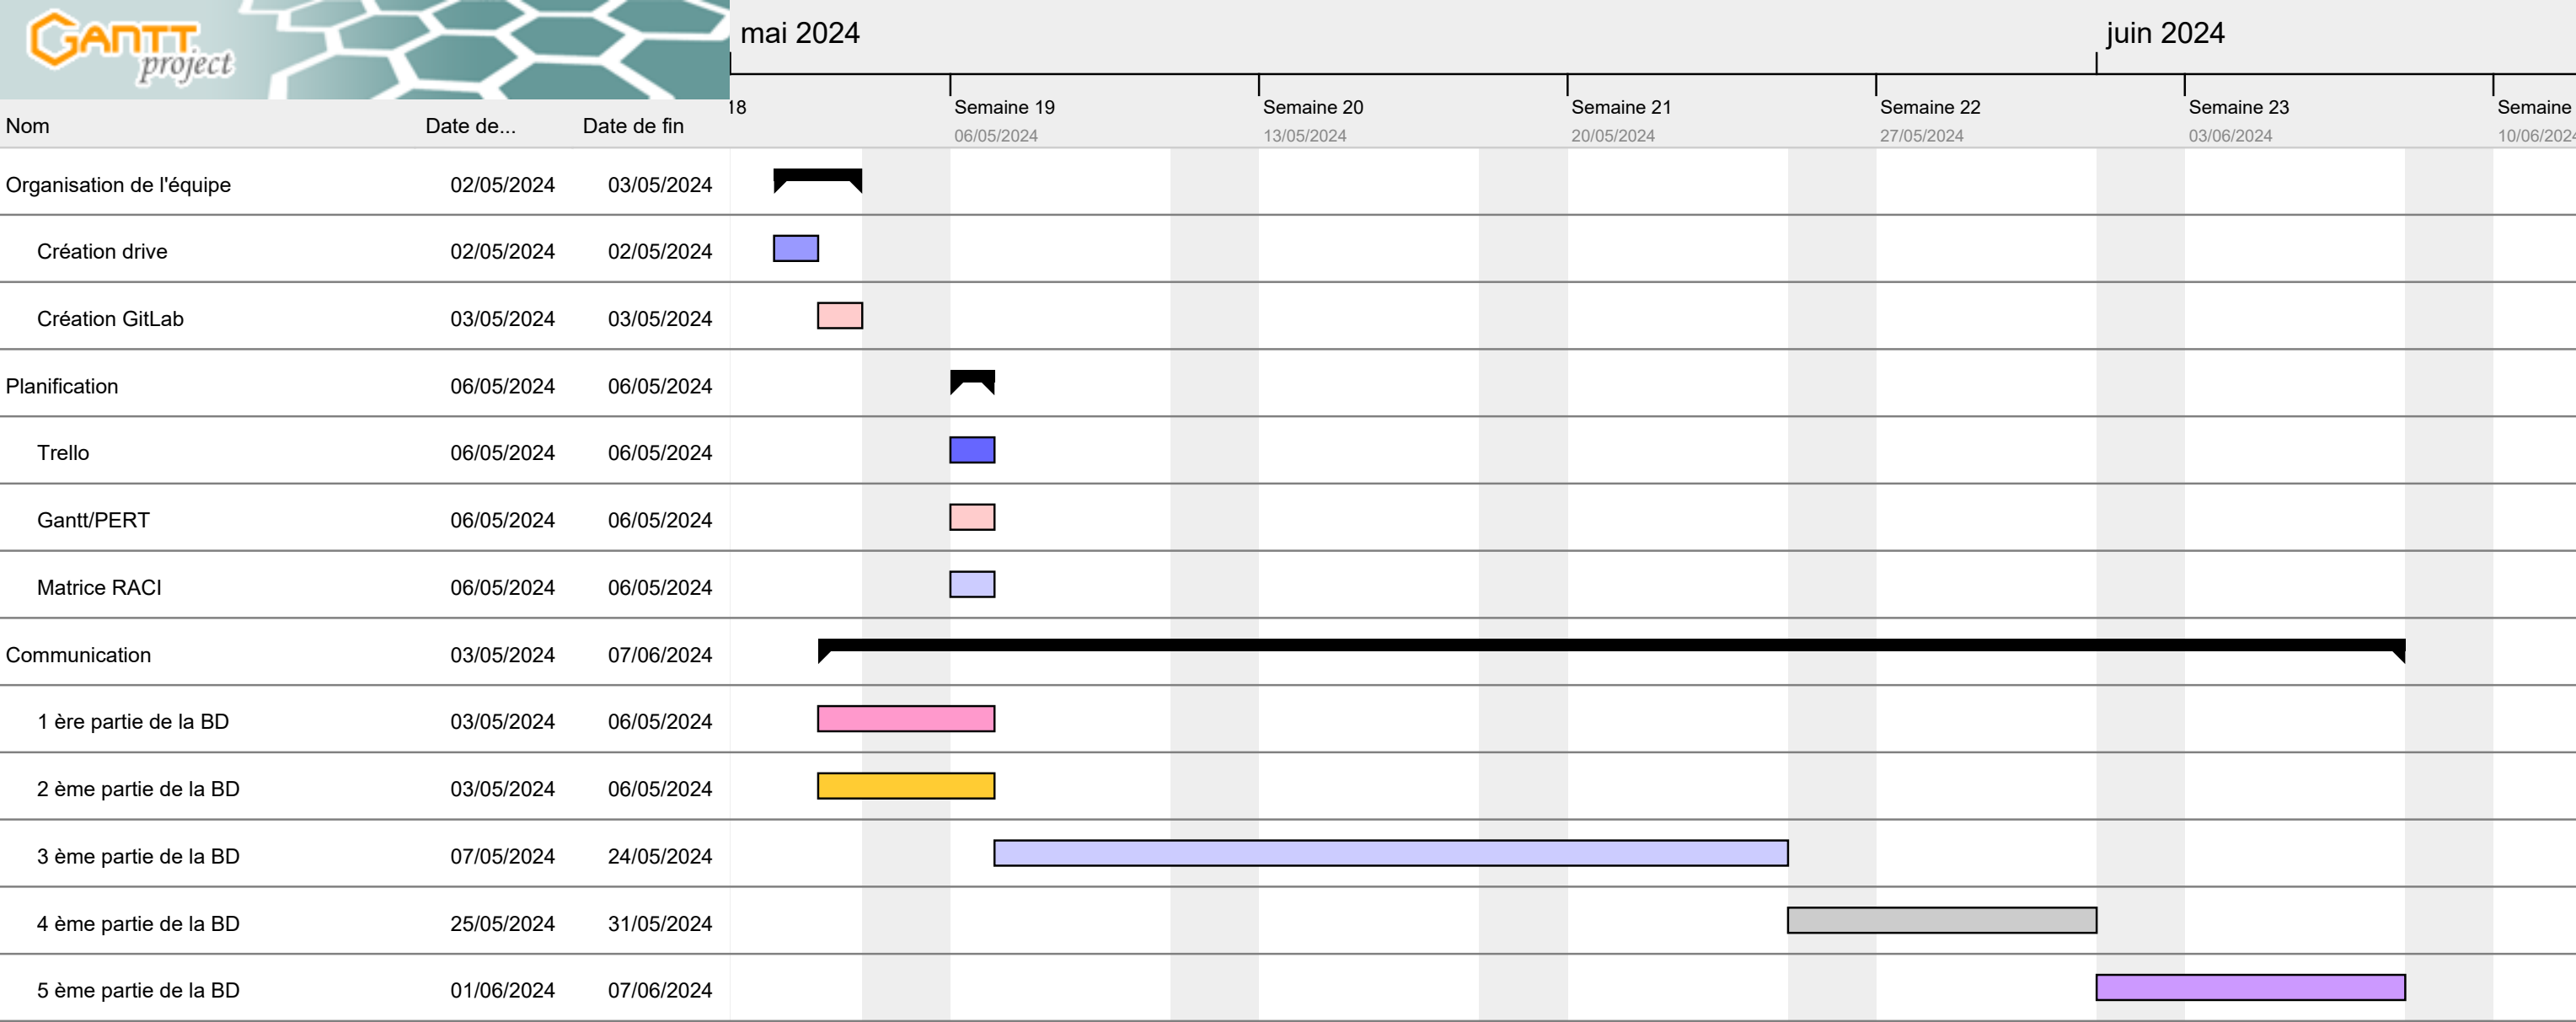 GANTT
project
mai 2024
juin 2024
18
Semaine 19
Semaine 20
Semaine 21
Semaine 22
Semaine 23
Semaine
Nom
Date de...
Date de fin
06/05/2024
13/05/2024
20/05/2024
27/05/2024
03/06/2024
10/06/2024
Organisation de l'équipe 02/05/2024 03/05/2024
Création drive 02/05/2024 02/05/2024
Création GitLab 03/05/2024 03/05/2024
Planification 06/05/2024 06/05/2024
Trello 06/05/2024 06/05/2024
Gantt/PERT 06/05/2024 06/05/2024
Matrice RACI 06/05/2024 06/05/2024
Communication 03/05/2024 07/06/2024
1 ère partie de la BD 03/05/2024 06/05/2024
2 ème partie de la BD 03/05/2024 06/05/2024
3 ème partie de la BD 07/05/2024 24/05/2024
4 ème partie de la BD 25/05/2024 31/05/2024
5 ème partie de la BD 01/06/2024 07/06/2024